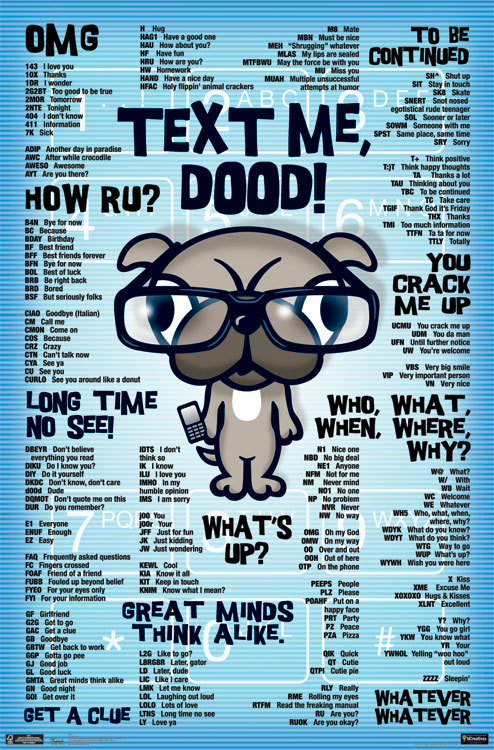 OMG
143 I love you
10X Thanks
1DR I wonder
2G2BT Too good to be true
2MOR Tomorrow
2NTE Tonight
404 I don't know
411 Information
7K Sick
ADIP Another day in paradise
AWC After while crocodile
AWESO Awesome
AYT Are you there?
HOW RU?
B4N Bye for now
BC Because
BDAY Birthday
BF Best friend
BFF Best friends forever
BFN Bye for now
BOL Best of luck
BRB Be right back
BRD Bored
BSF But seriously folks
CIAO Goodbye (Italian)
CM Call me
CMON Come on
COS Because
CRZ Crazy
CTN Can't talk now
CYA See ya
CU See you
CURLO See you around like a donut
LONG TIME
NO SEE!
DBEYR Don't believe
everything you read
DIKU Do I know you?
DIY Do it yourself
DKDC Don't know, don't care
d00d Dude
DQMOT Don't quote me on this
DUR Do you remember?
E1 Everyone
ENUF Enough
EZ Easy
FAQ Frequently asked questions
FC Fingers crossed
FOAF Friend of a friend
FUBB Fouled up beyond belief
FYEO For your eyes only
FYI For your information
GF Girlfriend
G2G Got to go
GAC Get a clue
GB Goodbye
GBTW Get back to work
GGP Gotta go pee
GJ Good job
GL Good luck
GMTA Great minds think alike
GN Good night
GOI Get over it
GET A CLUE
H Hug
HAG1 Have a good one
HAU How about you?
HF Have fun
HRU How are you?
HW Homework
HAND Have a nice day
HFAC Holy flippin' animal crackers
M8 Mate
MBN Must be nice
MEH "Shrugging" whatever
MLAS My lips are sealed
MTFBWU May the force be with you
MU Miss you
MUAH Multiple unsuccessful
attempts at humor
TEXT ME,
DOOD!
IDTS I don't
think so
IK I know
ILU I love you
IMHO In my
humble opinion
IMS I am sorry
j00 You
j00r Your
JFF Just for fun
JK Just kidding
JW Just wondering
KEWL Cool
KIA Know it all
KIT Keep in touch
KNIM Know what I mean?
WHAT'S
UP?
GREAT MINDS
THINK ALIKE!
L2G Like to go?
LBRGBR Later, gator
LD Later, dude
LIC Like I care
LMK Let me know
LOL Laughing out loud
LOLO Lots of love
LTNS Long time no see
LY Love ya
TO BE
CONTINUED
SH^ Shut up
SIT Stay in touch
SK8 Skate
SNERT Snot nosed
egotistical rude teenager
SOL Sooner or later
SOWM Someone with me
SPST Same place, same time
SRY Sorry
T+ Think positive
T:)T Think happy thoughts
TA Thanks a lot
TAU Thinking about you
TBC To be continued
TC Take care
TGIF Thank God it's Friday
THX Thanks
TMI Too much information
TTFN Ta ta for now
TTLY Totally
YOU
CRACK
ME UP
UCMU You crack me up
UDM You da man
UFN Until further notice
UW You're welcome
VBS Very big smile
VIP Very important person
VN Very nice
WHO, WHAT,
WHEN, WHERE,
WHY?
N1 Nice one
NBD No big deal
NE1 Anyone
NFM Not for me
NM Never mind
NO1 No one
NP No problem
NVR Never
NW No way
OMG Oh my God
OMW On my way
OO Over and out
OOH Out of here
OTP On the phone
PEEPS People
PLZ Please
POAHF Put on a
happy face
PRT Party
PZ Peace
PZA Pizza
QIK Quick
QT Cutie
QTPI Cutie pie
RLY Really
RME Rolling my eyes
RTFM Read the freaking manual
RU Are you?
RUOK Are you okay?
W@ What?
W/ With
W8 Wait
WC Welcome
WE Whatever
WH5 Who, what, when,
where, why?
WDYK What do you know?
WDYT What do you think?
WTG Way to go
WUP What's up?
WYWH Wish you were here
X Kiss
XME Excuse Me
XOXOXO Hugs & Kisses
XLNT Excellent
Y? Why?
YGG You go girl
YKW You know what
YR Your
YWHOL Yelling "woo hoo"
out loud
ZZZZ Sleepin'
WHATEVER
WHATEVER